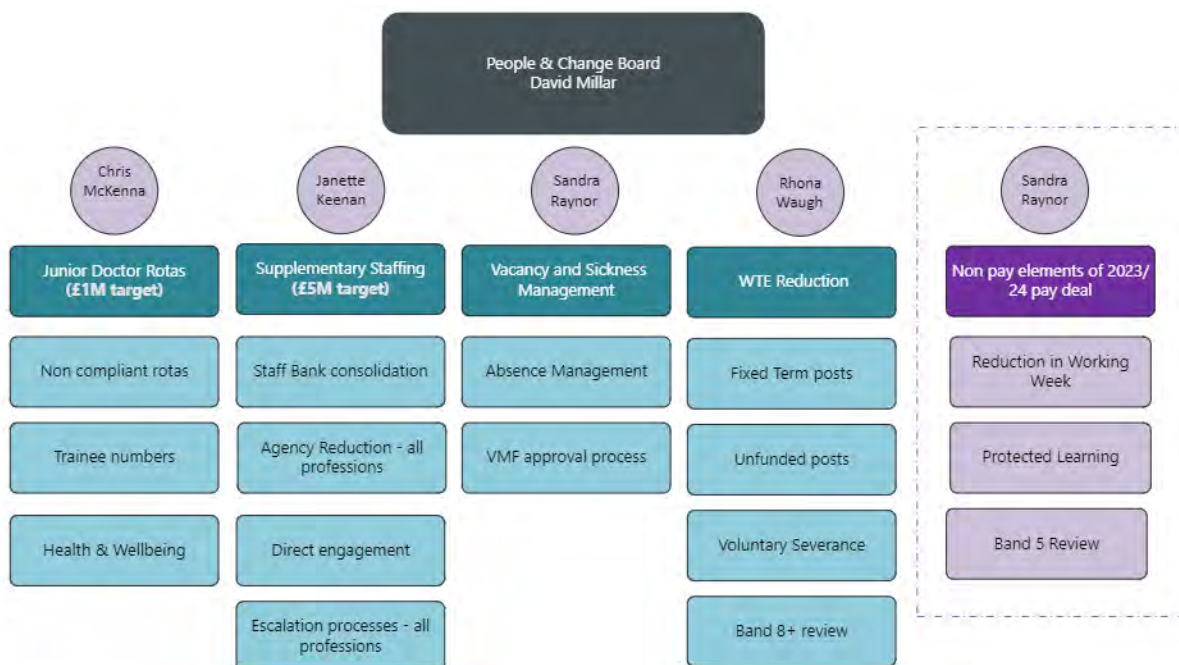 People & Change Board
David Millar
Chris
McKenna
Janette
Keenan
Sandra
Raynor
Rhona
Waugh
Sandra
Raynor
Junior Doctor Rotas
(£1M target)
Supplementary Staffing
(£5M target)
Vacancy and Sickness
Management
WTE Reduction
Non pay elements of 2023/
24 pay deal
Non compliant rotas
Staff Bank consolidation
Absence Management
Fixed Term posts
Reduction in Working
Week
Trainee numbers
Agency Reduction - all
professions
VMF approval process
Unfunded posts
Protected Learning
Health & Wellbeing
Direct engagement
Voluntary Severance
Band 5 Review
Escalation processes - all
professions
Band 8+ review